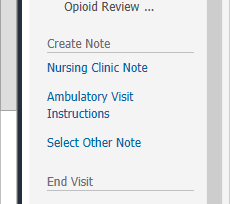 Opioid Review ...
Create Note
Nursing Clinic Note
Ambulatory Visit
Instructions
Select Other Note
End Visit